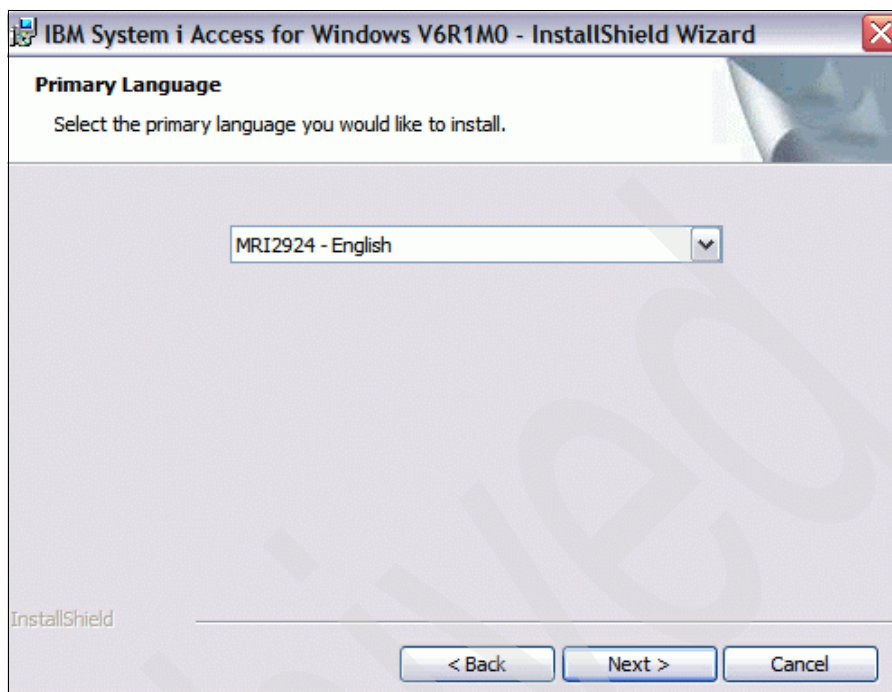 IBM System i Access for Windows V6R1M0 - InstallShield Wizard
Primary Language
Select the primary language you would like to install.
MRI2924 - English
InstallShield
< Back
Next >
Cancel